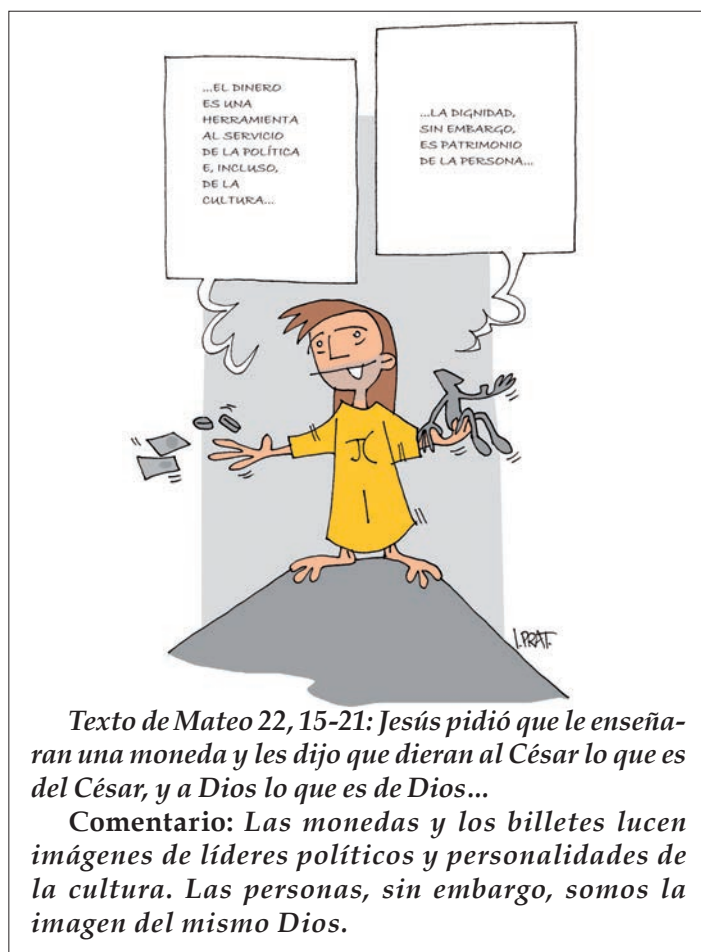 ...EL DINERO
ES UNA
HERRAMIENTA
AL SERVICIO
DE LA POLÍTICA
E, INCLUSO,
DE LA
CULTURA...
...LA DIGNIDAD,
SIN EMBARGO,
ES PATRIMONIO
DE LA PERSONA...
JC
I.PRAT.
Texto de Mateo 22, 15-21: Jesús pidió que le enseña-
ran una moneda y les dijo que dieran al César lo que es
del César, y a Dios lo que es de Dios...
Comentario: Las monedas y los billetes lucen
imágenes de líderes políticos y personalidades de
la cultura. Las personas, sin embargo, somos la
imagen del mismo Dios.